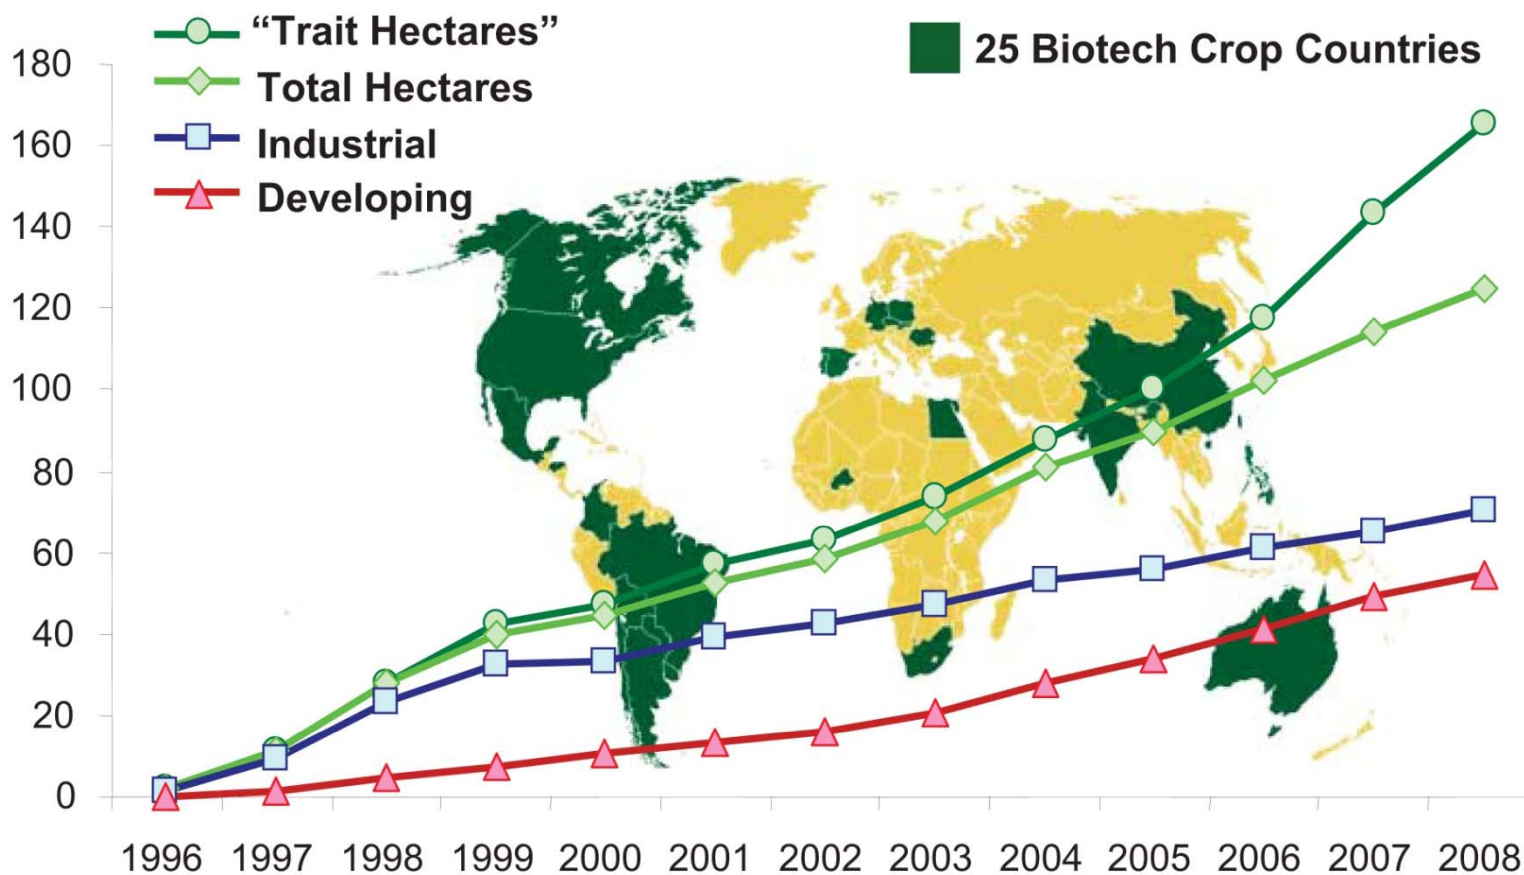 “Trait Hectares”
Total Hectares
Industrial
Developing
25 Biotech Crop Countries
180
160
140
120
100
80
60
40
20
0
1996 1997 1998 1999 2000 2001 2002 2003 2004 2005 2006 2007 2008